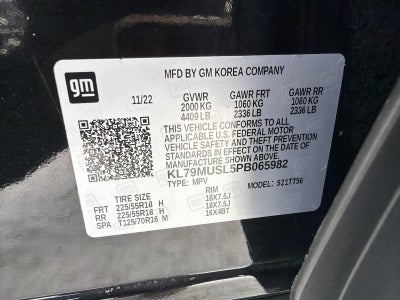 gm
MFD BY GM KOREA COMPANY
11/22 GVWR GAWR FRT GAWR RR
2000 KG 1060 KG 1060 KG
4409 LB 2336 LB 2336 LB
THIS VEHICLE CONFORMS TO ALL
APPLICABLE U.S. FEDERAL MOTOR
VEHICLE SAFETY AND THEFT PREVENTION
STANDARDS IN EFFECT ON THE DATE OF
MANUFACTURE SHOWN ABOVE.
KL79MUSL5PB065982
TYPE: MPV MODEL: 521TT56
TIRE SIZE RIM
FRT 225/55R18 H 18X7.5J
RR 225/55R18 H 18X7.5J
SPA T125/70R16 M 16X4BT